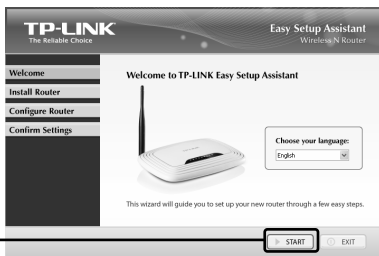 TP-LINK
The Reliable Choice
Easy Setup Assistant
Wireless N Router
Welcome
Install Router
Configure Router
Confirm Settings
Welcome to TP-LINK Easy Setup Assistant
Choose your language:
English
This wizard will guide you to set up your new router through a few easy steps.
START
EXIT